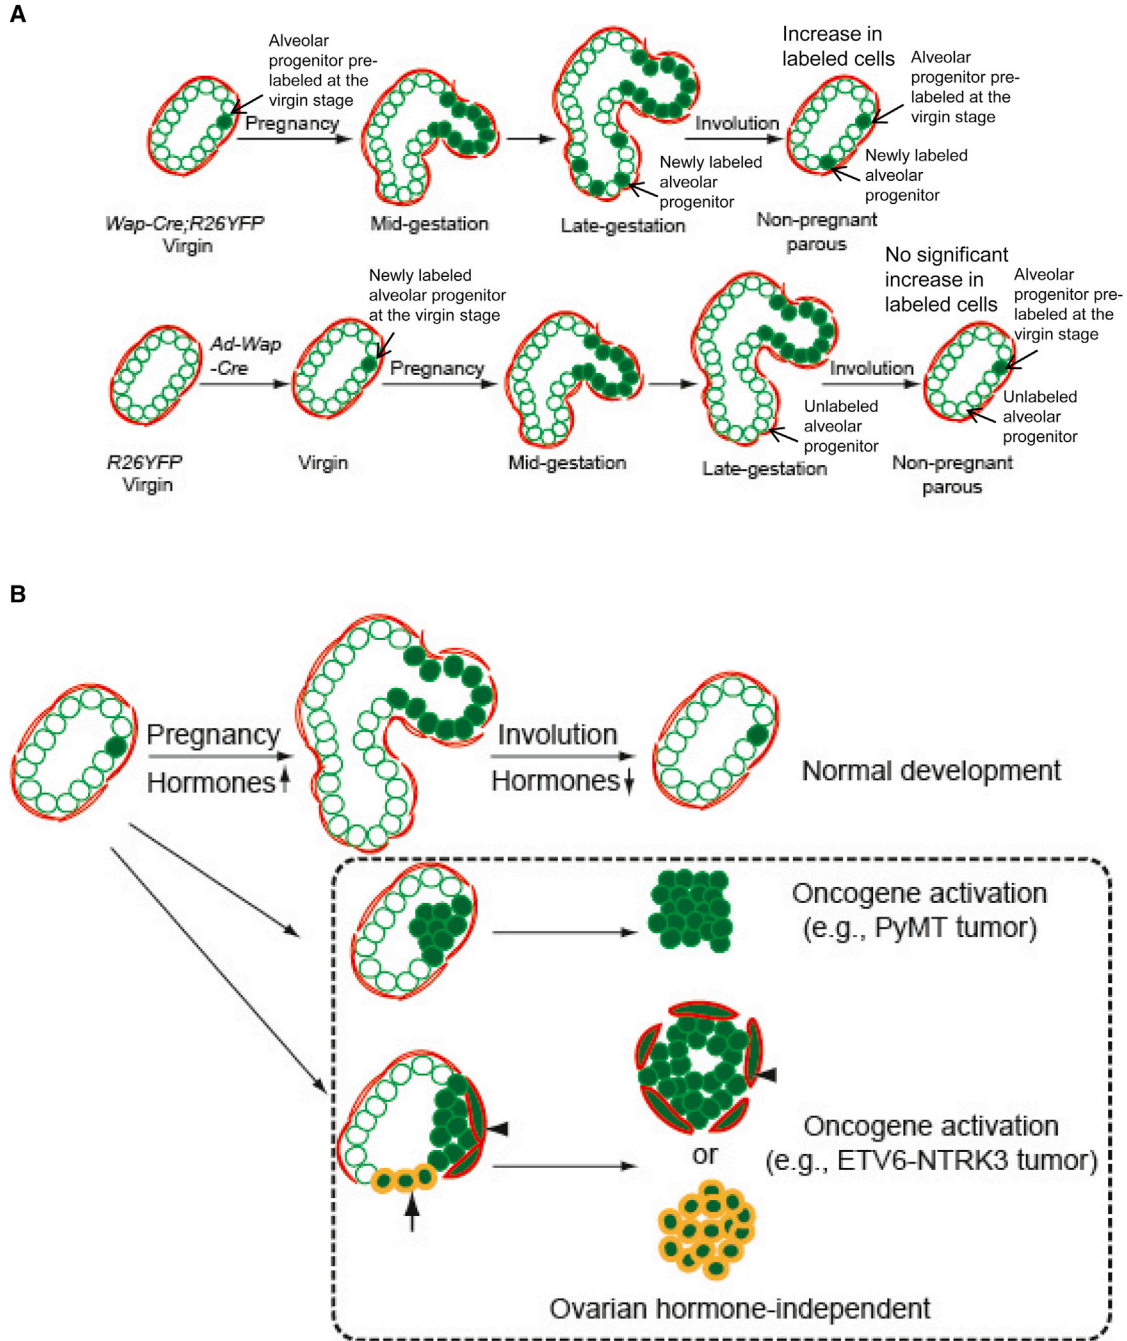 A
Alveolar
progenitor pre-
labeled at the
virgin stage
Pregnancy
Involution
Increase in
labeled cells
Alveolar
progenitor pre-
labeled at the
virgin stage
Newly labeled
alveolar
progenitor
Newly labeled
alveolar
progenitor
Wap-Cre;R26YFP
Virgin
Mid-gestation
Late-gestation
Non-pregnant
parous
Ad-Wap
-Cre
Newly labeled
alveolar progenitor
at the virgin stage
Pregnancy
Involution
No significant
increase in
labeled cells
Alveolar
progenitor pre-
labeled at the
virgin stage
Unlabeled
alveolar
progenitor
Unlabeled
alveolar
progenitor
R26YFP
Virgin
Virgin
Mid-gestation
Late-gestation
Non-pregnant
parous
B
Pregnancy
Hormones
Involution
Hormones
Normal development
Oncogene activation
(e.g., PyMT tumor)
or
Oncogene activation
(e.g., ETV6-NTRK3 tumor)
Ovarian hormone-independent